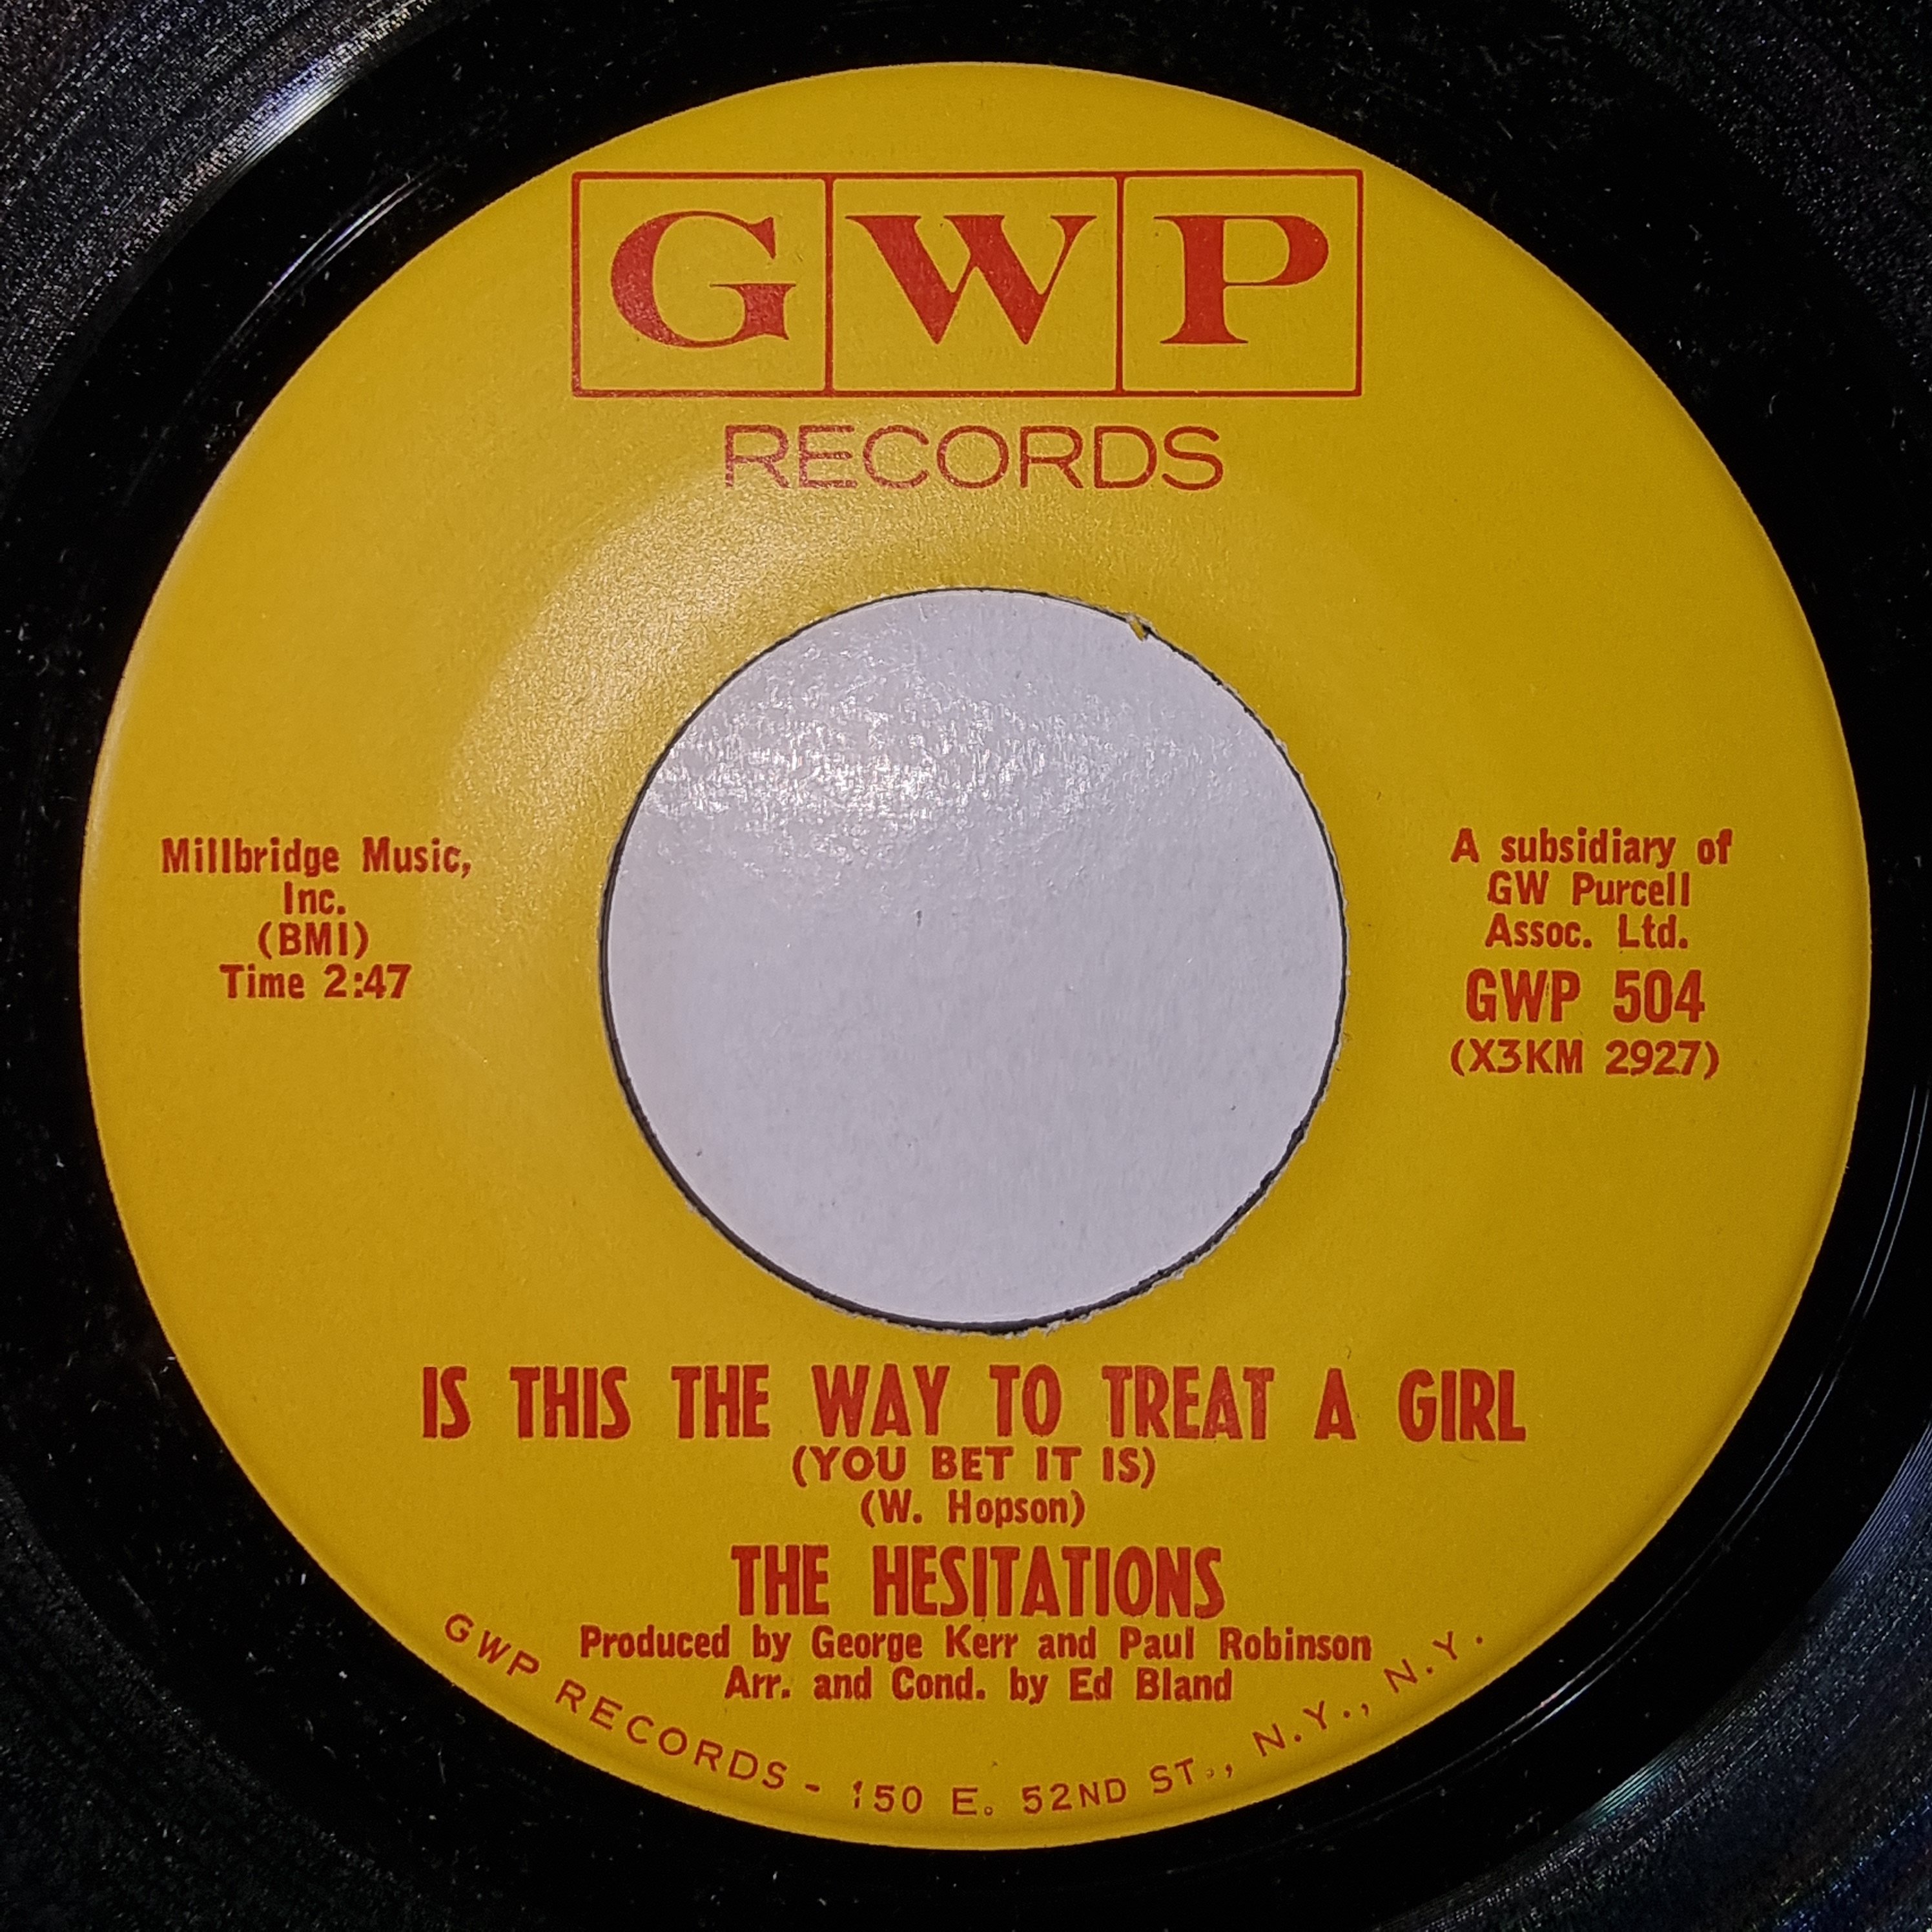 GWP
RECORDS
Millbridge Music,
Inc.
(BMI)
Time 2:47
A subsidiary of
GW Purcell
Assoc. Ltd.
GWP 504
(X3KM 2927)
IS THIS THE WAY TO TREAT A GIRL
(YOU BET IT IS)
(W. Hopson)
THE HESITATIONS
Produced by George Kerr and Paul Robinson
Arr. and Cond. by Ed Bland
GWP RECORDS - 150 E. 52ND ST., N.Y., N.Y.